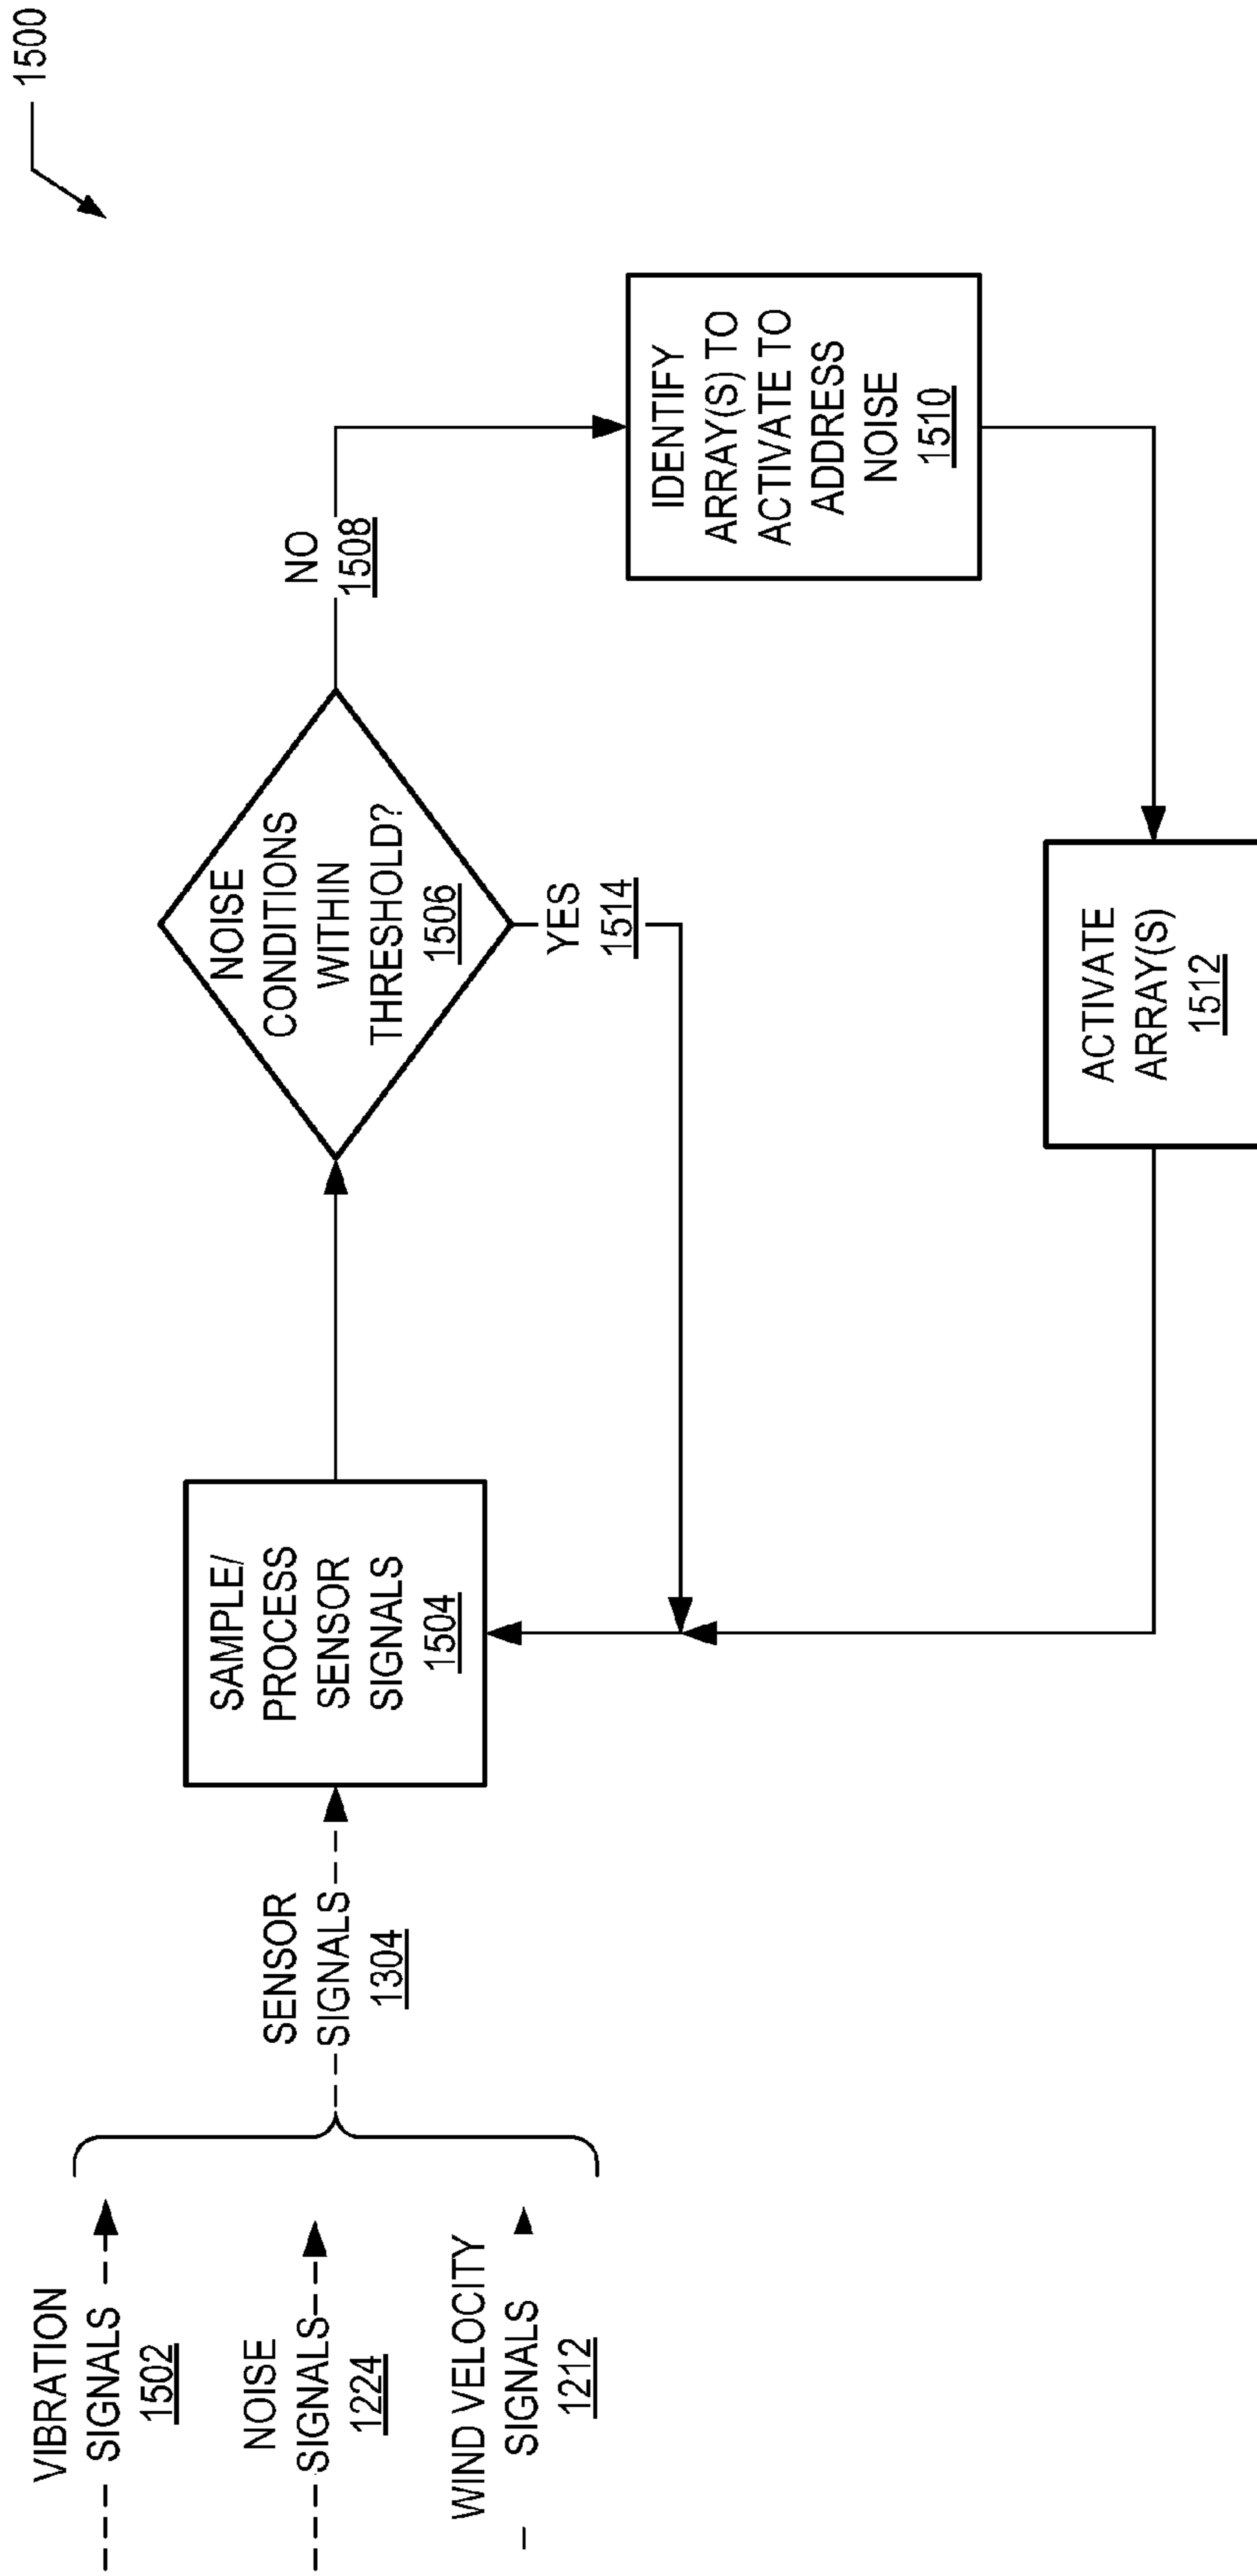 1500
VIBRATION
SIGNALS
1502
NOISE
SIGNALS
1224
WIND VELOCITY
SIGNALS
1212
SENSOR
SIGNALS
1304
SAMPLE/
PROCESS
SENSOR
SIGNALS
1504
NOISE
CONDITIONS
WITHIN
THRESHOLD?
1506
NO
1508
YES
1514
IDENTIFY
ARRAY(S) TO
ACTIVATE TO
ADDRESS
NOISE
1510
ACTIVATE
ARRAY(S)
1512